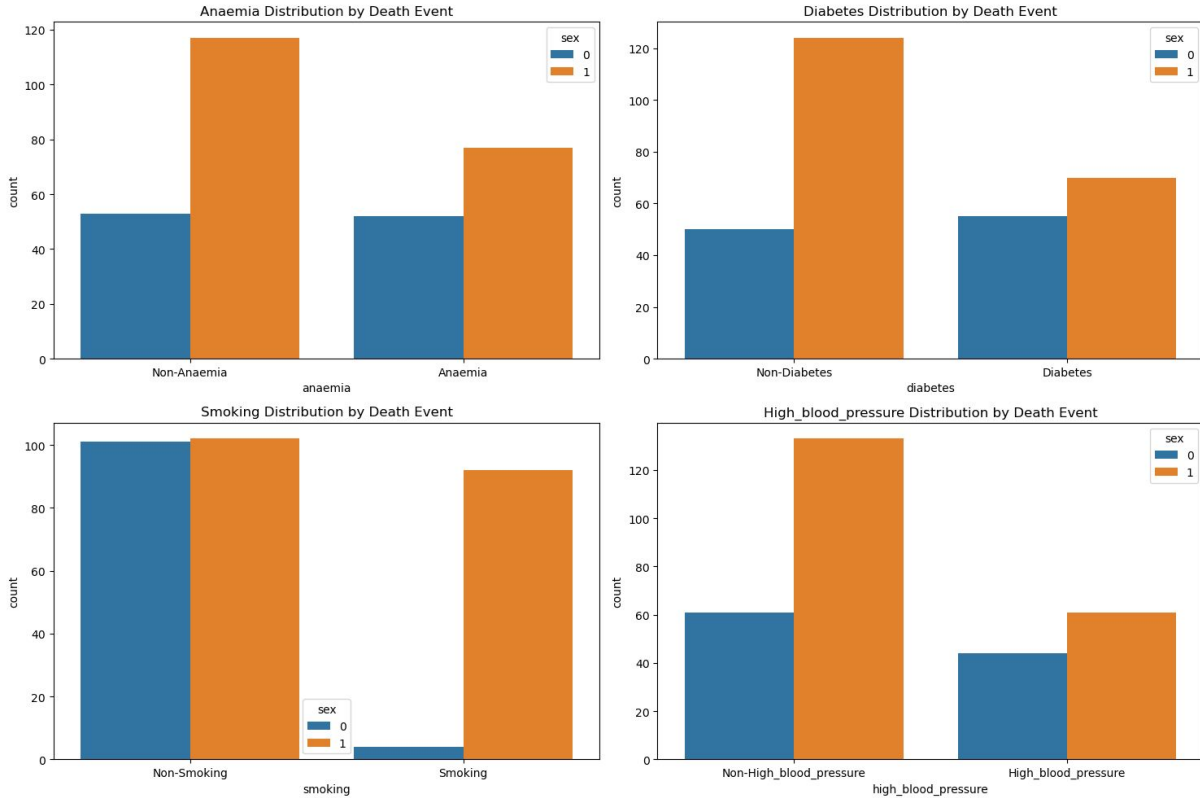 Anaemia Distribution by Death Event
120
100
80
60
40
20
0
count
sex
0
1
Non-Anaemia
Anaemia
anaemia
Diabetes Distribution by Death Event
120
100
80
60
40
20
0
count
sex
0
1
Non-Diabetes
Diabetes
diabetes
Smoking Distribution by Death Event
100
80
60
40
20
0
count
sex
0
1
Non-Smoking
Smoking
smoking
High_blood_pressure Distribution by Death Event
120
100
80
60
40
20
0
count
sex
0
1
Non-High_blood_pressure
High_blood_pressure
high_blood_pressure